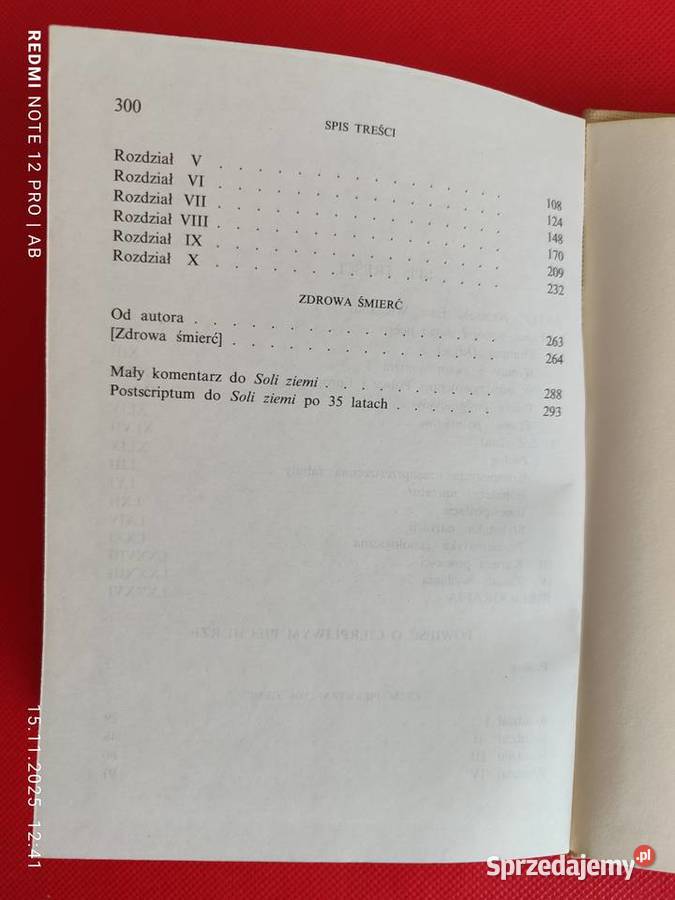 300
SPIS TREŚCI
Rozdział V . . . . . . . . . . . . . . 108
Rozdział VI . . . . . . . . . . . . . . 124
Rozdział VII . . . . . . . . . . . . . . 148
Rozdział VIII . . . . . . . . . . . . . . 170
Rozdział IX . . . . . . . . . . . . . . 209
Rozdział X . . . . . . . . . . . . . . 232
ZDROWA ŚMIERĆ
Od autora . . . . . . . . . . . . . . . 263
[Zdrowa śmierć] . . . . . . . . . . . . . 264
Mały komentarz do Soli ziemi . . . . . . . . . 288
Postscriptum do Soli ziemi po 35 latach . . . . . . 293
REDMI NOTE 12 PRO | AB
15.11.2025 12:41
Sprzedajemy.pl